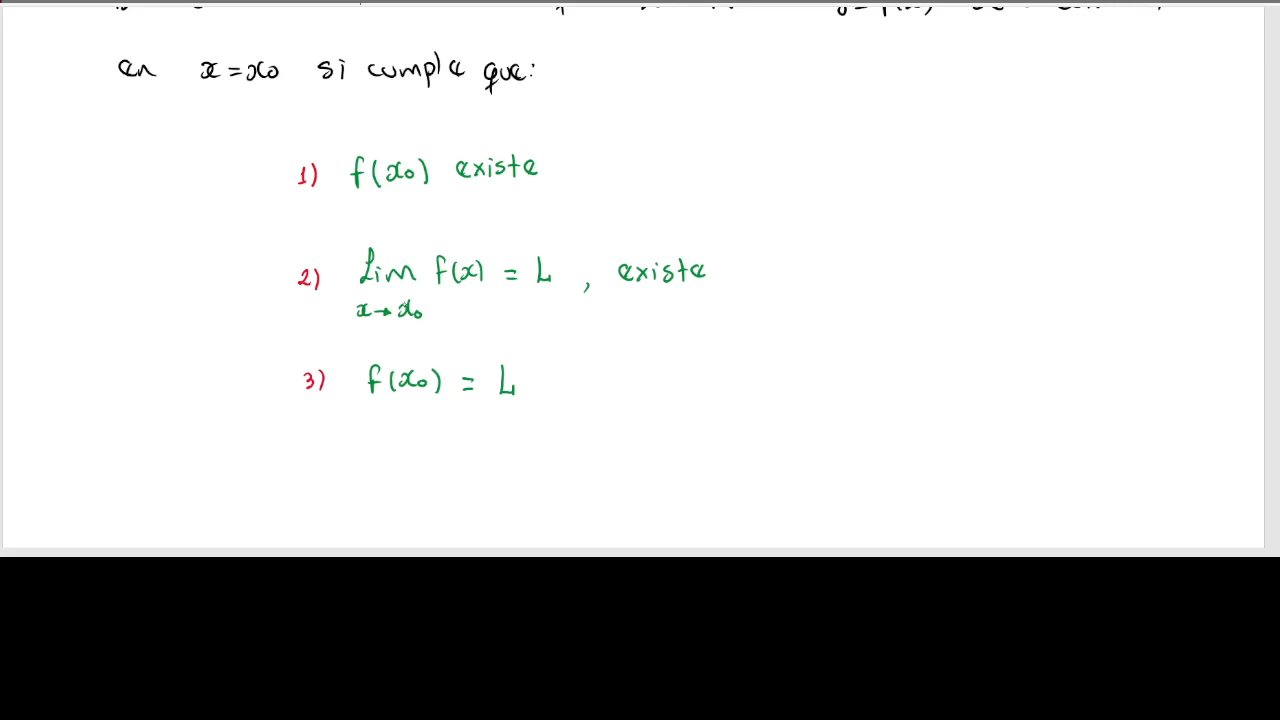 en x = x₀ si cumple que:
1) f(x₀) existe
2) Lim f(x) = L , existe
x→x₀
3) f(x₀) = L